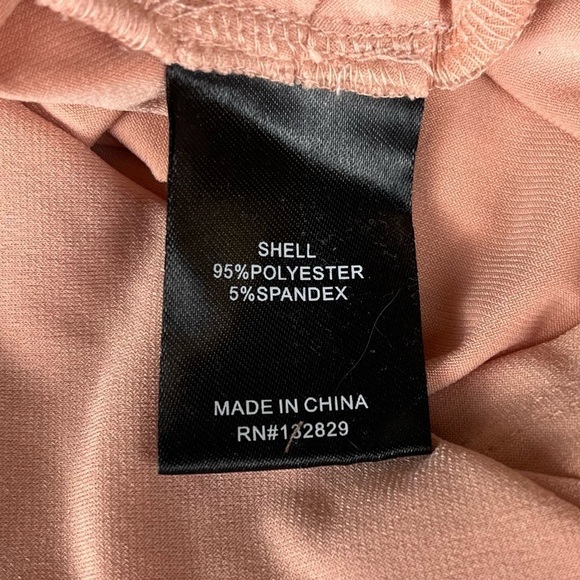 SHELL
95%POLYESTER
5%SPANDEX
MADE IN CHINA
RN#132829